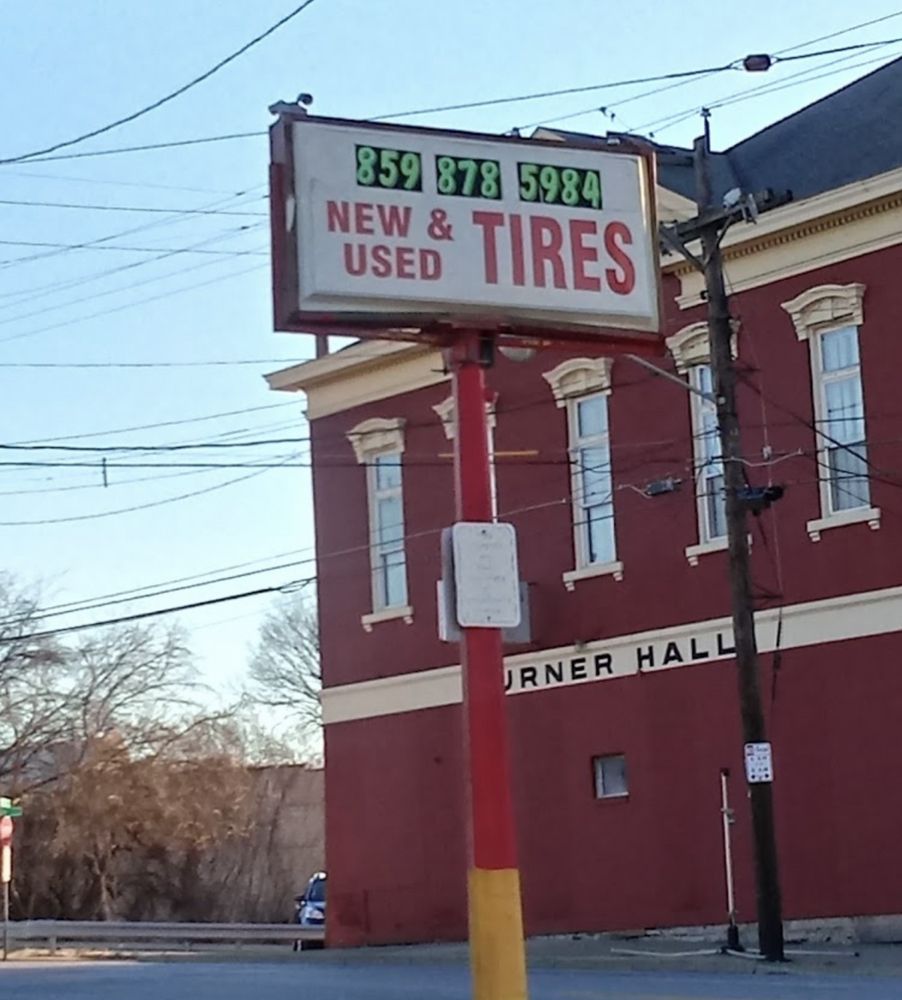 859 878 5984
NEW &
USED
TIRES
URNER HALL